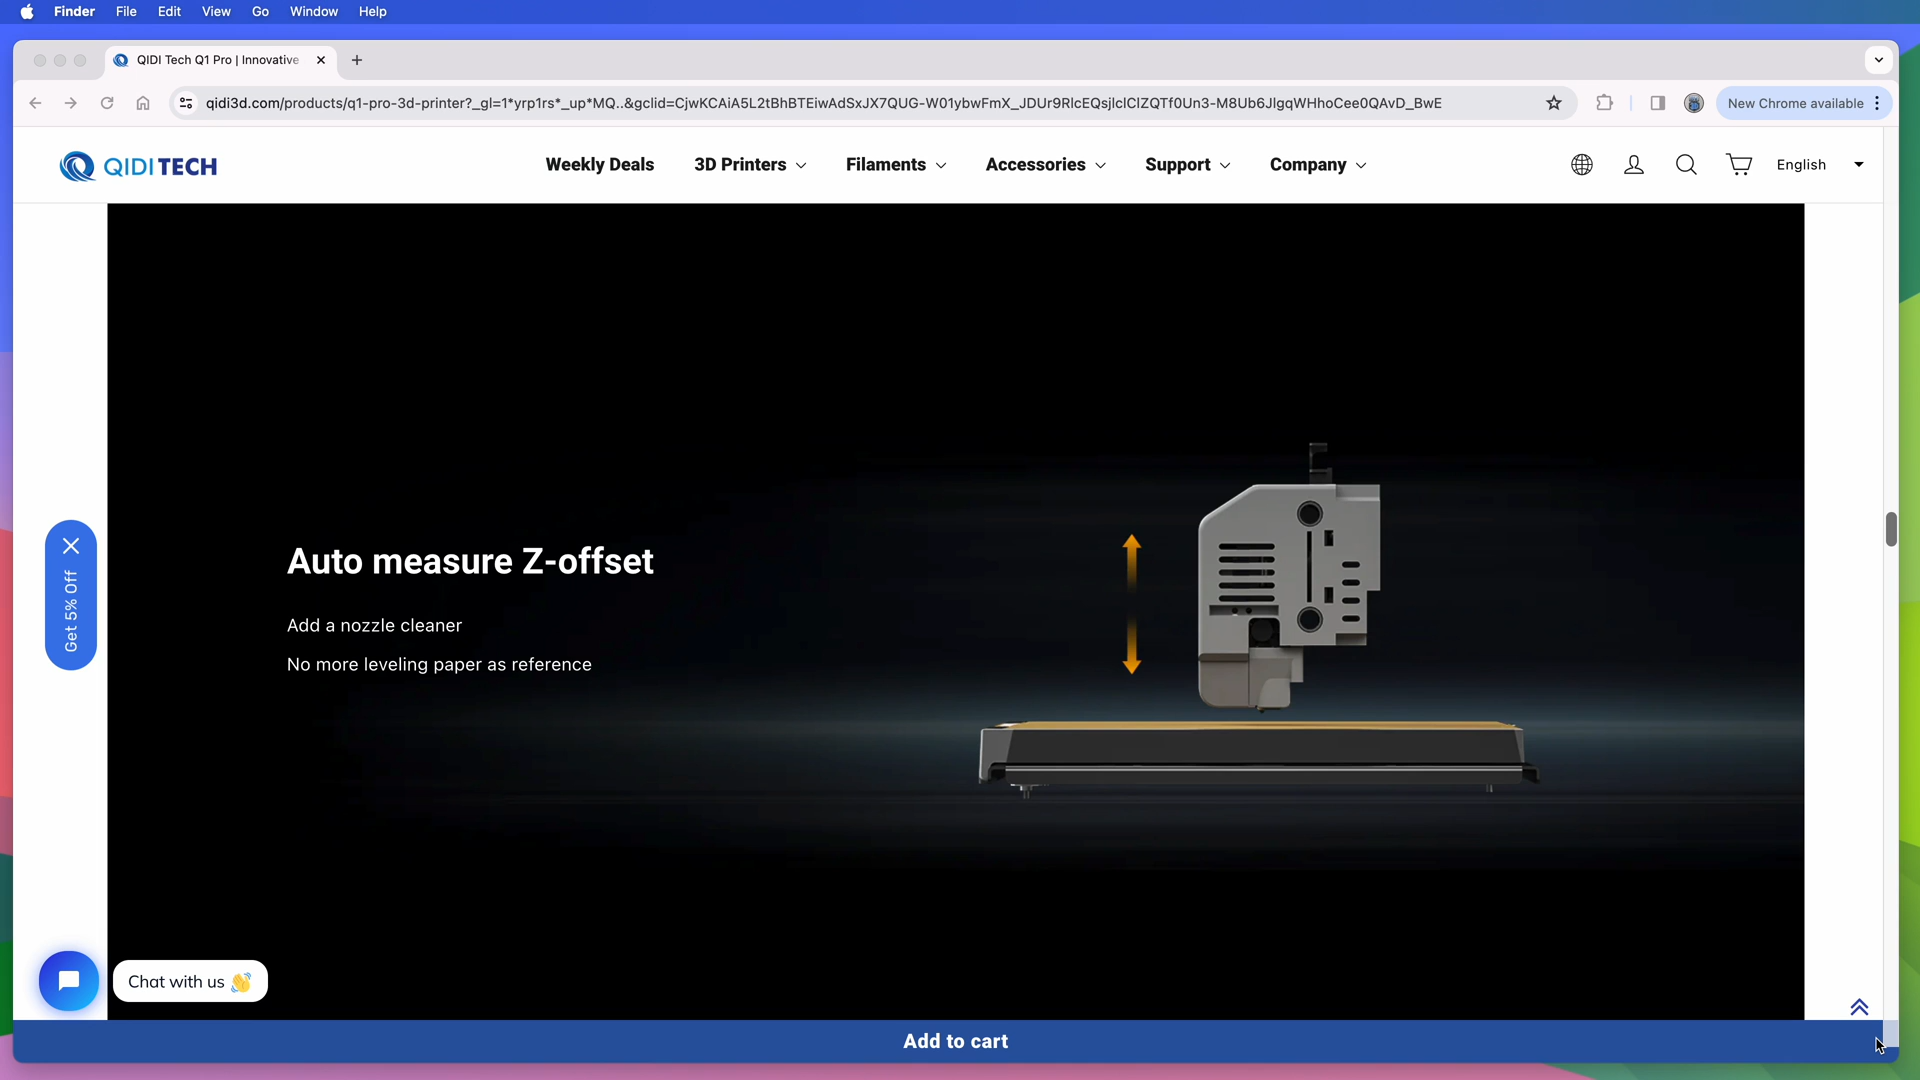 Finder File Edit View Go Window Help
QIDI Tech Q1 Pro | Innovative
qidi3d.com/products/q1-pro-3d-printer?_gl=1*yrp1rs*_up*MQ..&gclid=CjwKCAiA5L2tBhBTEiwAdSxJX7QUG-W01ybwFmX_JDUr9RlcEQsjlclCIZQTf0Un3-M8Ub6JlgqWHhoCee0QAvD_BwE
New Chrome available
QIDI TECH
Weekly Deals 3D Printers Filaments Accessories Support Company English
Auto measure Z-offset
Add a nozzle cleaner
No more leveling paper as reference
Get 5% Off
Chat with us 👋
Add to cart